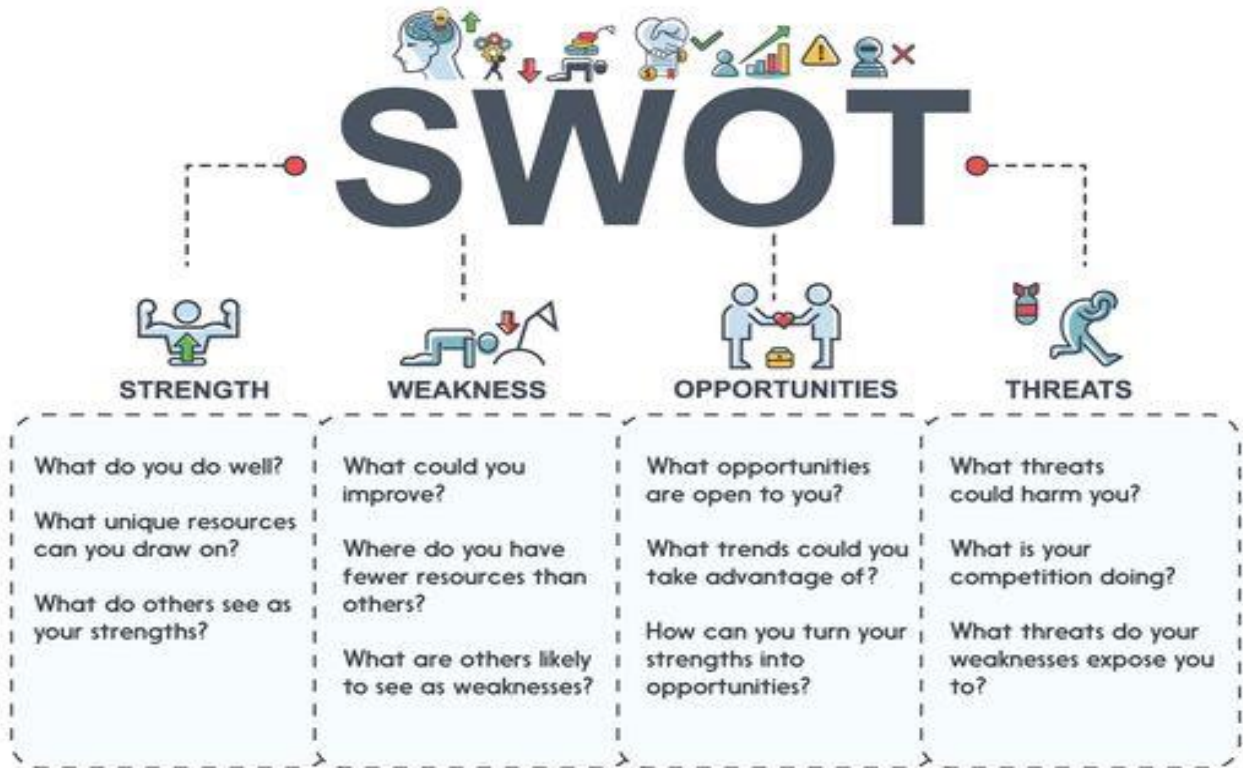 SWOT
STRENGTH
What do you do well?
What unique resources
can you draw on?
What do others see as
your strengths?
WEAKNESS
What could you
improve?
Where do you have
fewer resources than
others?
What are others likely
to see as weaknesses?
OPPORTUNITIES
What opportunities
are open to you?
What trends could you
take advantage of?
How can you turn your
strengths into
opportunities?
THREATS
What threats
could harm you?
What is your
competition doing?
What threats do your
weaknesses expose you
to?